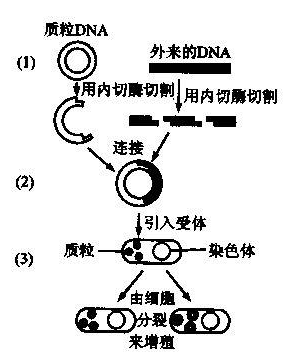 质粒DNA
外来的DNA
(1)
用内切酶切割
用内切酶切割
连接
(2)
引入受体
质粒
染色体
(3)
由细胞
分裂
来增殖